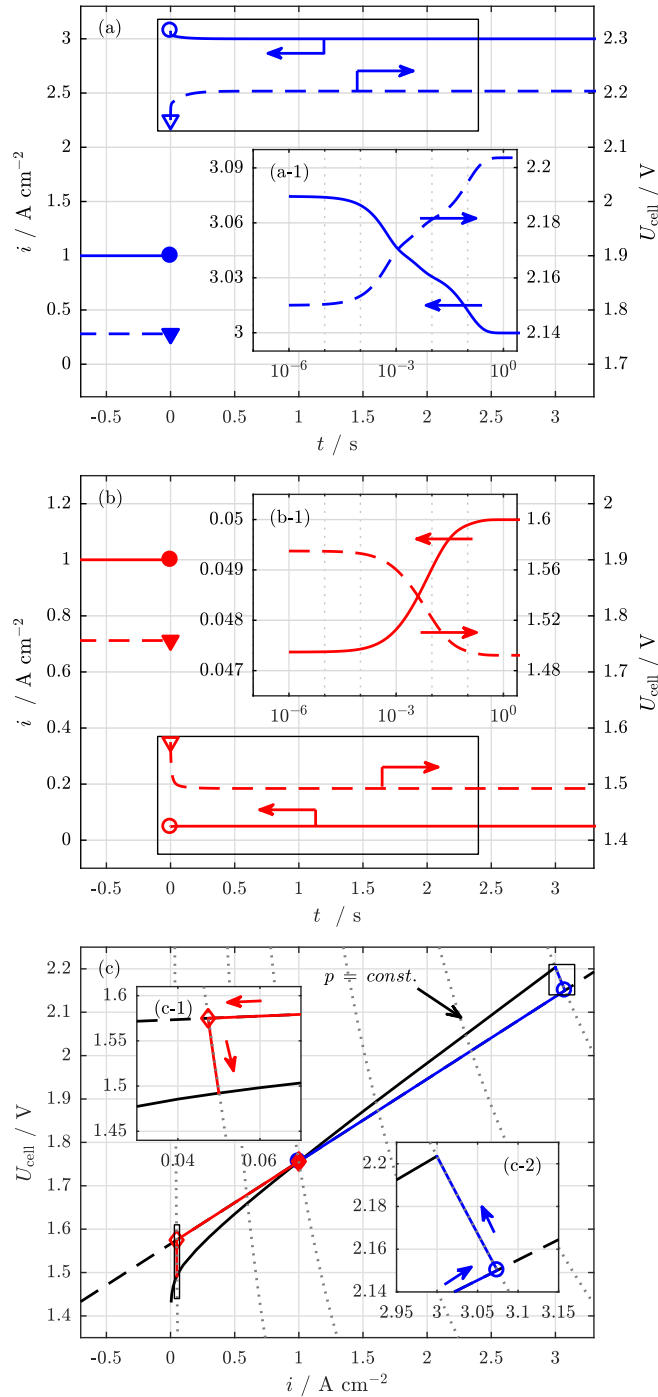 (a)
3
2.5
2
1.5
1
0.5
0
i / A cm⁻²
2.3
2.2
2.1
2
1.9
1.8
1.7
U_cell / V
(a-1)
3.09
3.06
3.03
3
2.2
2.18
2.16
2.14
10⁻⁶ 10⁻³ 10⁰
-0.5 0 0.5 1 1.5 2 2.5 3
t / s
(b)
1.2
1
0.8
0.6
0.4
0.2
0
i / A cm⁻²
2
1.9
1.8
1.7
1.6
1.5
1.4
U_cell / V
(b-1)
0.05
0.049
0.048
0.047
1.6
1.56
1.52
1.48
10⁻⁶ 10⁻³ 10⁰
-0.5 0 0.5 1 1.5 2 2.5 3
t / s
(c)
2.2
2.1
2
1.9
1.8
1.7
1.6
1.5
1.4
U_cell / V
p = const.
(c-1)
1.6
1.55
1.5
1.45
0.04 0.06
(c-2)
2.2
2.18
2.16
2.14
2.95 3 3.05 3.1 3.15
-0.5 0 0.5 1 1.5 2 2.5 3
i / A cm⁻²